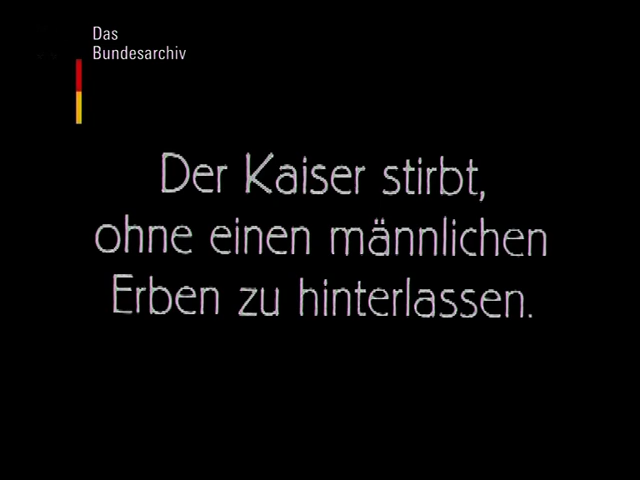 Das
Bundesarchiv
Der Kaiser stirbt,
ohne einen männlichen
Erben zu hinterlassen.